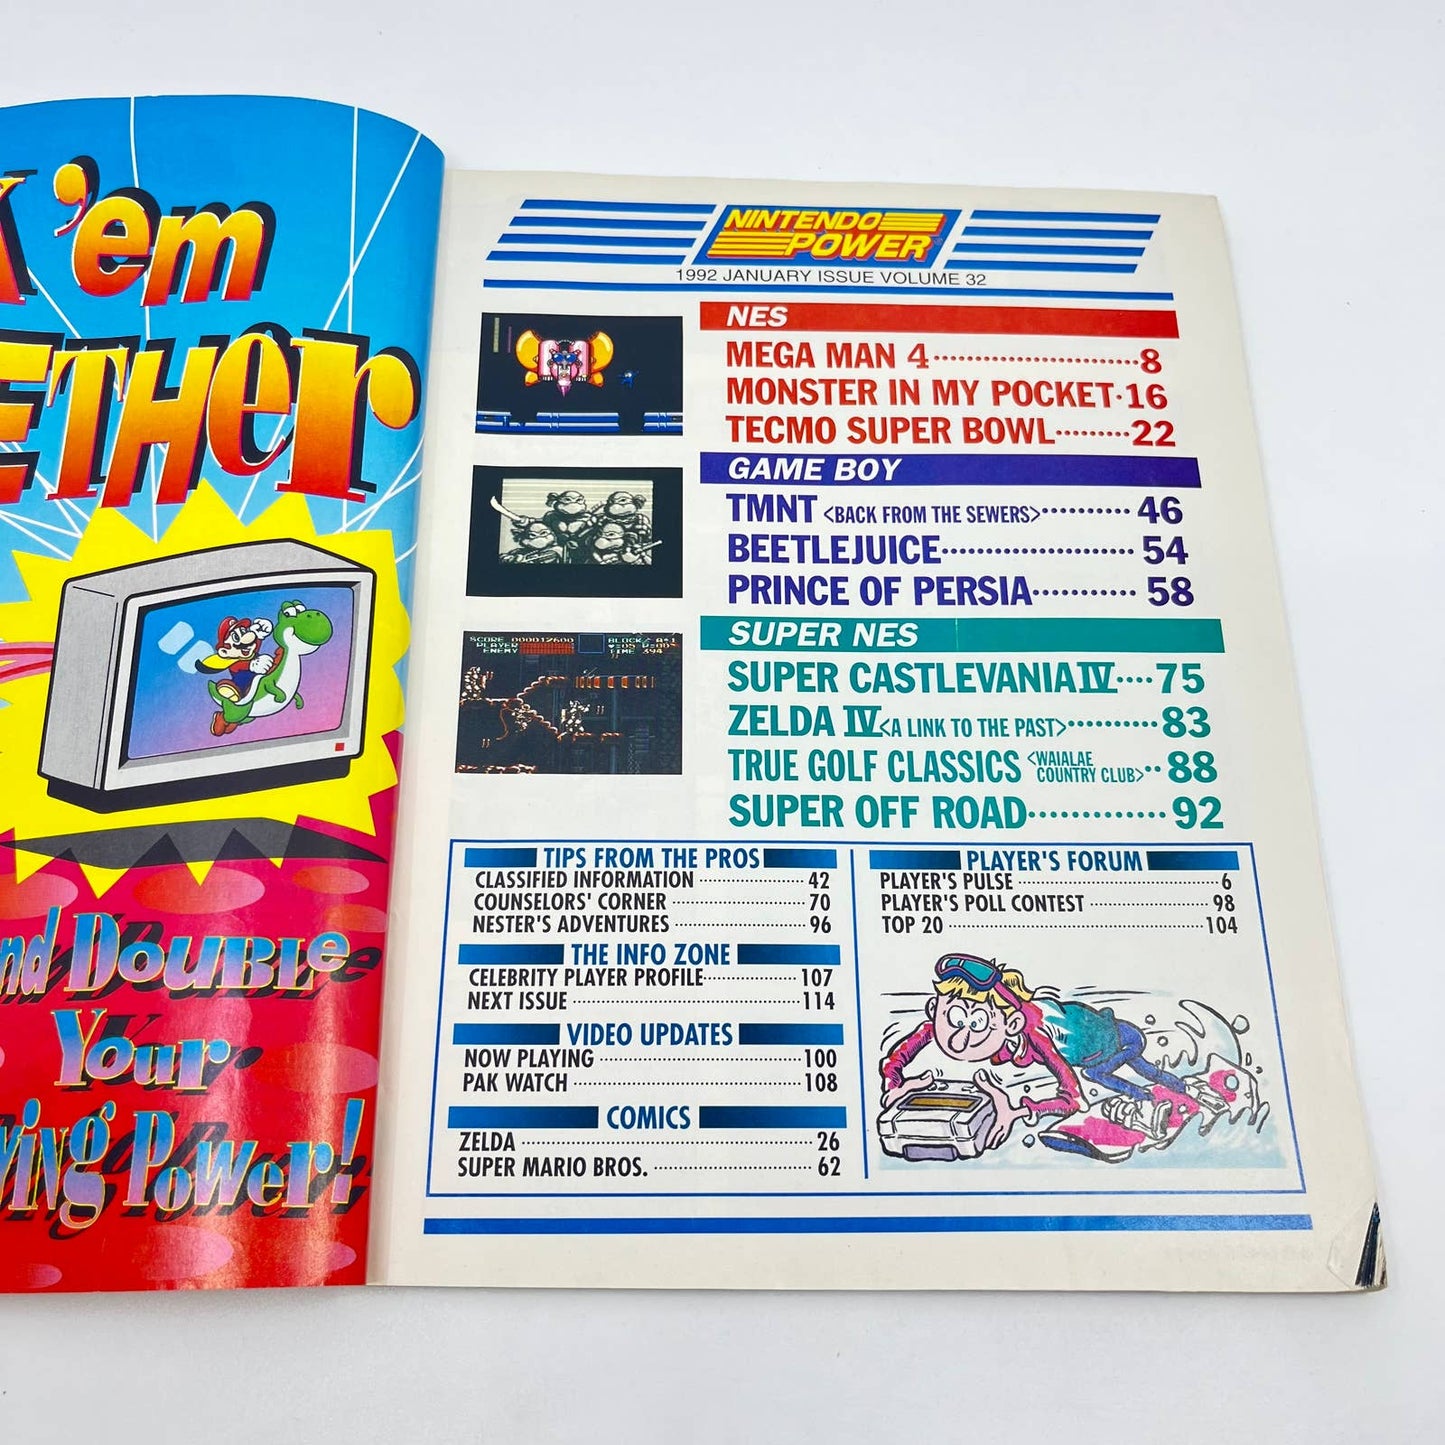 'em
ETHER
nd DOUBLE
YOUR
POWER!
NINTENDO
POWER
1992 JANUARY ISSUE VOLUME 32
NES
MEGA MAN 4 8
MONSTER IN MY POCKET 16
TECMO SUPER BOWL 22
GAME BOY
TMNT <BACK FROM THE SEWERS> 46
BEETLEJUICE 54
PRINCE OF PERSIA 58
SCORE 000017600 BLOCK A*1
PLAYER
ENEMY TIME 394
SUPER NES
SUPER CASTLEVANIA IV 75
ZELDA IV <A LINK TO THE PAST> 83
TRUE GOLF CLASSICS <WAIALAE COUNTRY CLUB> 88
SUPER OFF ROAD 92
TIPS FROM THE PROS
CLASSIFIED INFORMATION 42
COUNSELORS' CORNER 70
NESTER'S ADVENTURES 96
THE INFO ZONE
CELEBRITY PLAYER PROFILE 107
NEXT ISSUE 114
VIDEO UPDATES
NOW PLAYING 100
PAK WATCH 108
COMICS
ZELDA 26
SUPER MARIO BROS. 62
PLAYER'S FORUM
PLAYER'S PULSE 6
PLAYER'S POLL CONTEST 98
TOP 20 104